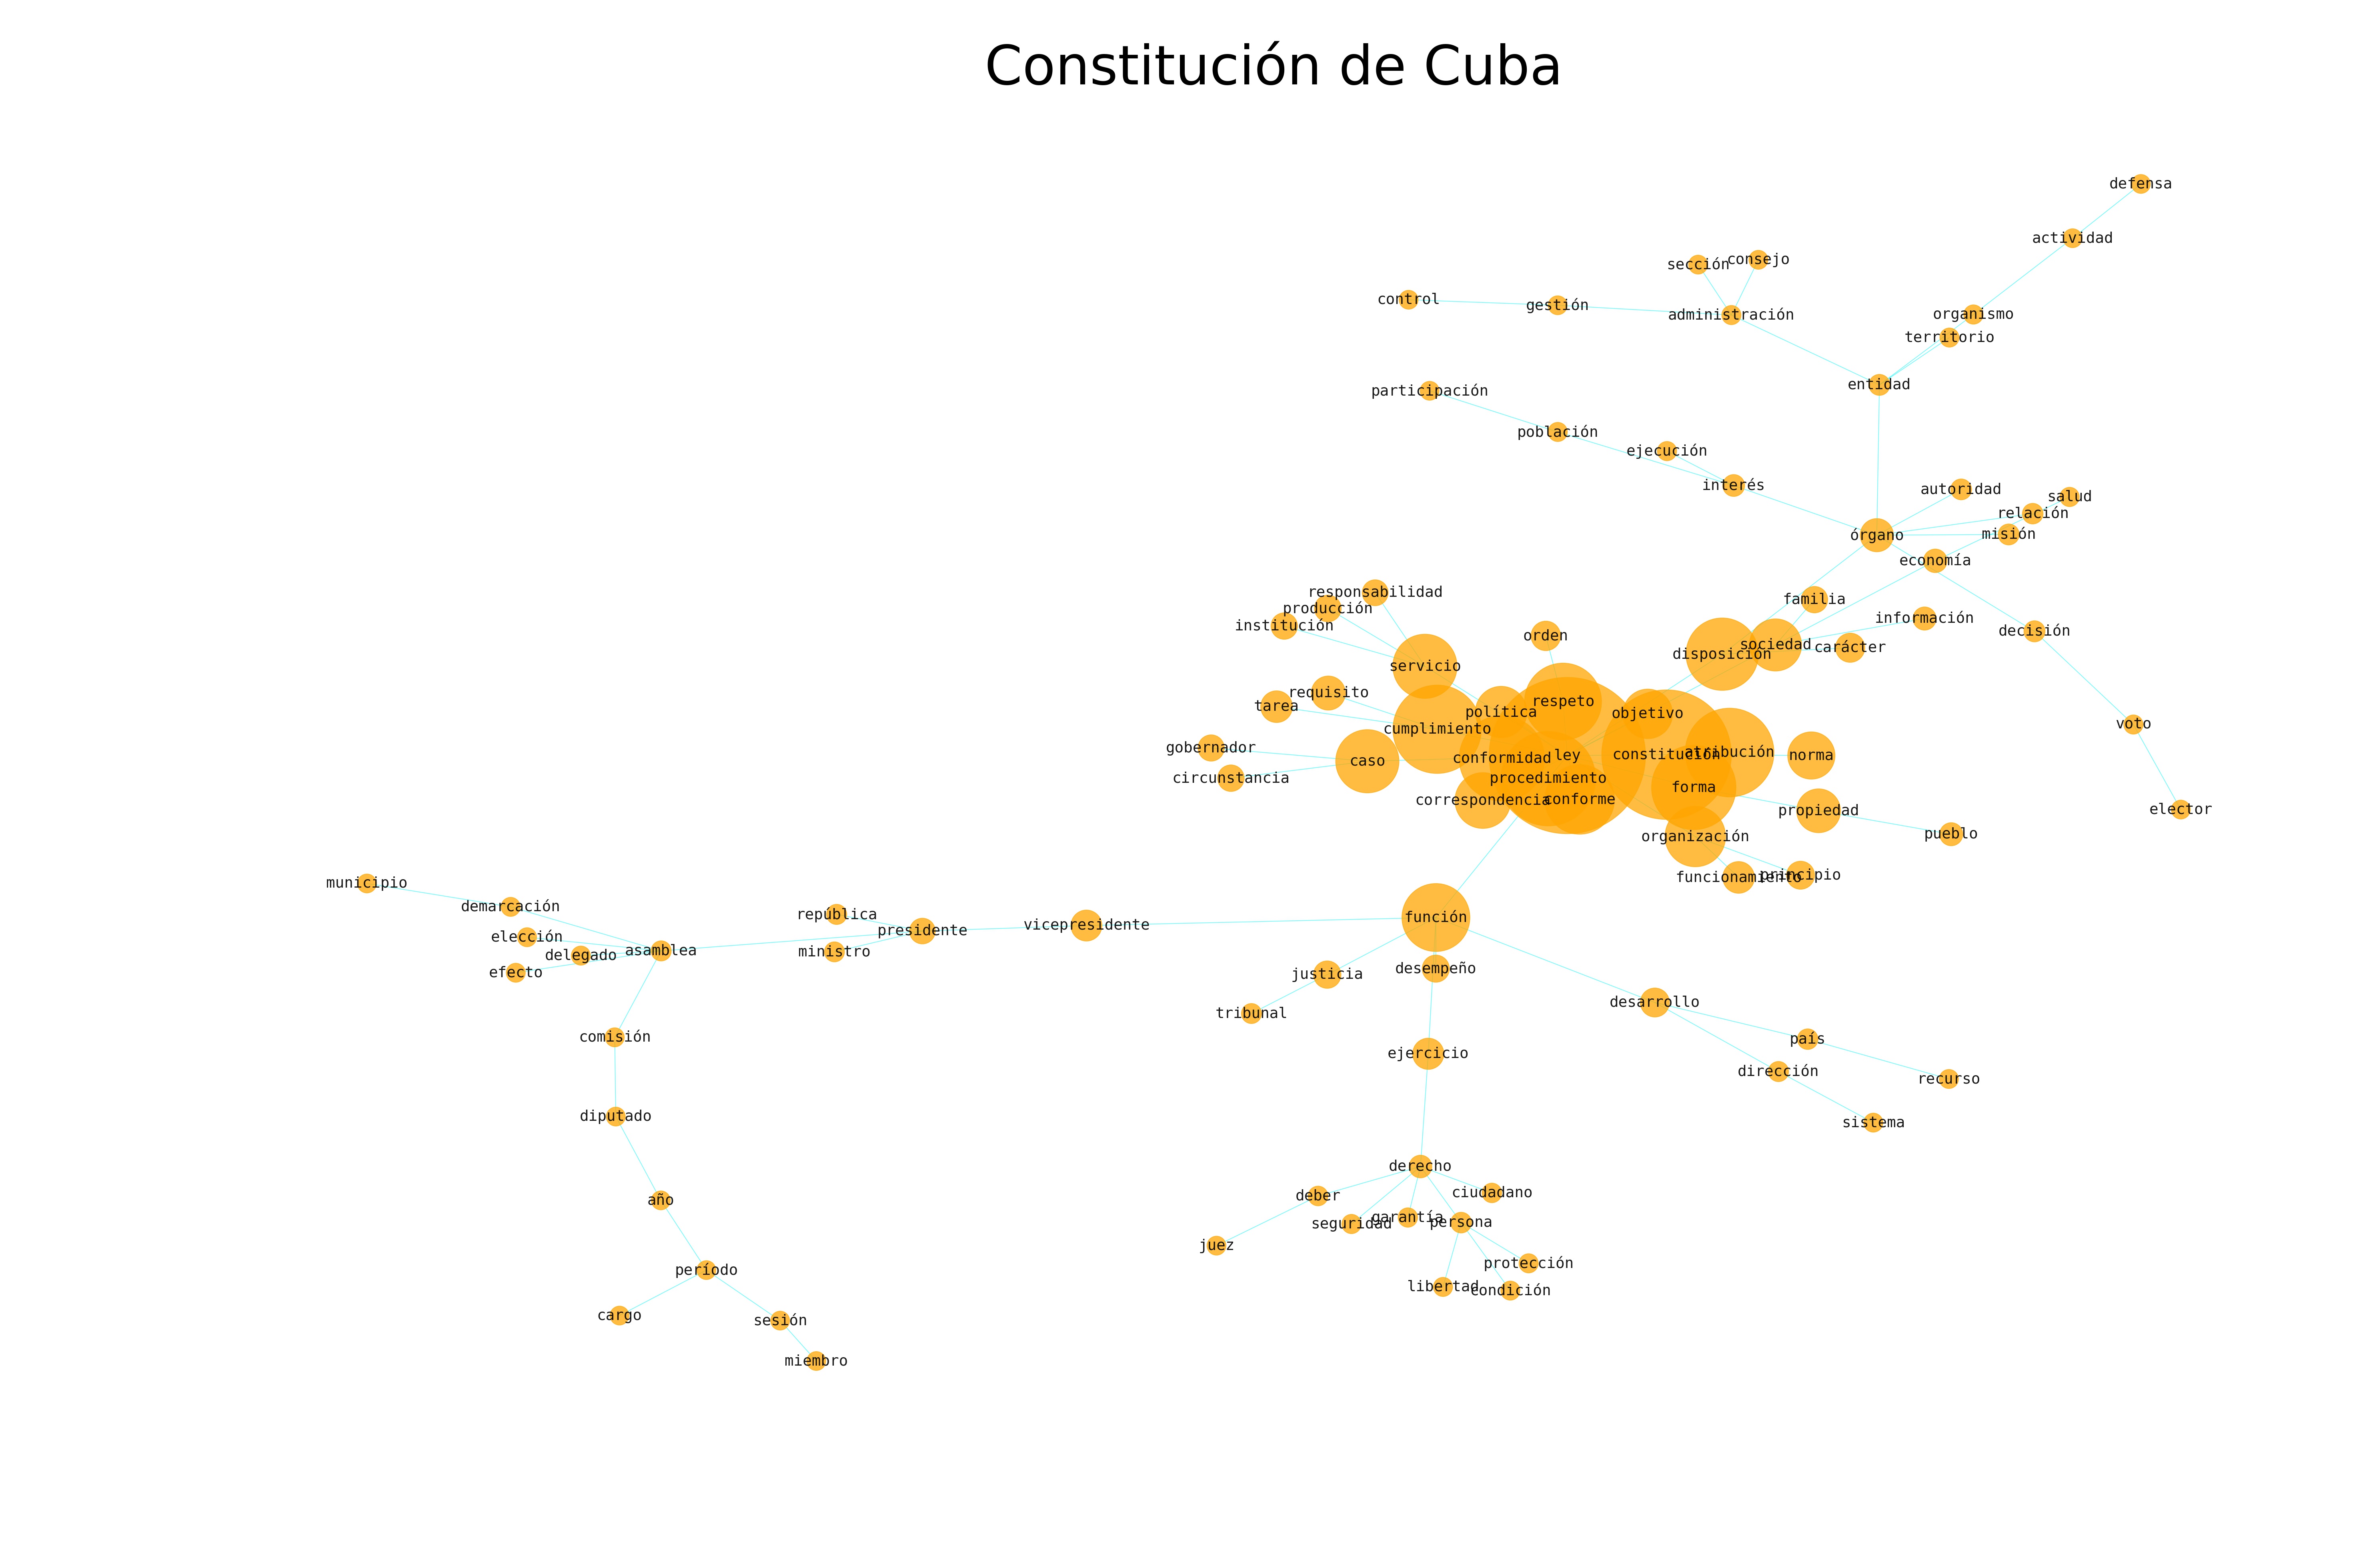 Constitución de Cuba
defensa
actividad
sección
consejo
control
gestión
administración
organismo
territorio
entidad
participación
población
ejecución
interés
autoridad
salud
relación
órgano
misión
economía
responsabilidad
producción
institución
familia
información
orden
decisión
sociedad
carácter
disposición
servicio
requisito
tarea
respeto
política
objetivo
voto
cumplimiento
gobernador
caso
conformidad
ley
constitución
atribución
norma
circunstancia
procedimiento
forma
correspondencia
conforme
propiedad
elector
organización
pueblo
funcionamiento
principio
municipio
demarcación
república
función
vicepresidente
presidente
elección
delegado
asamblea
ministro
efecto
justicia
desempeño
desarrollo
tribunal
comisión
país
ejercicio
dirección
recurso
diputado
sistema
derecho
deber
ciudadano
año
seguridad
garantía
persona
juez
protección
período
libertad
condición
cargo
sesión
miembro